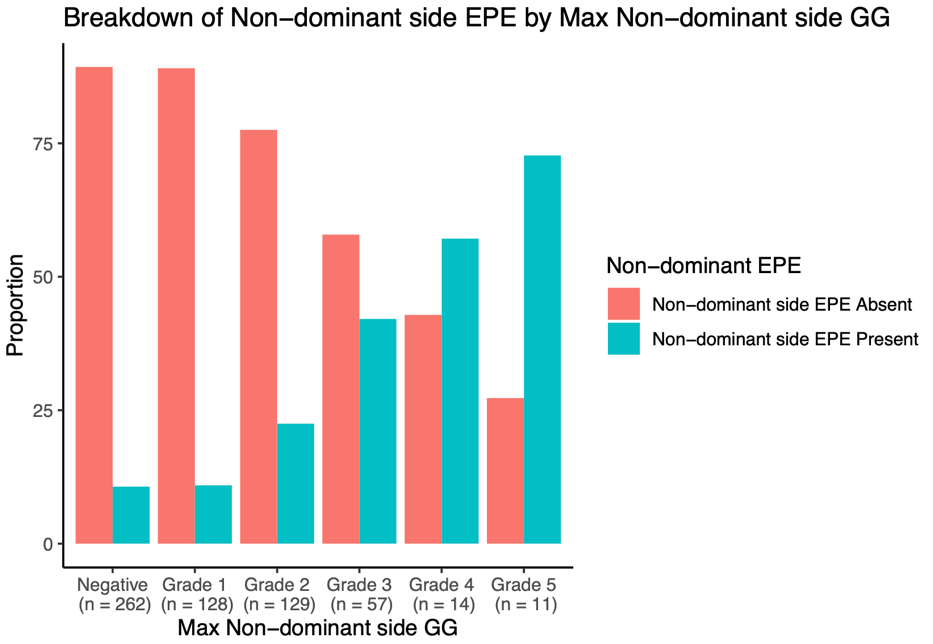 Breakdown of Non−dominant side EPE by Max Non−dominant side GG
Proportion
75
50
25
0
Negative
(n = 262)
Grade 1
(n = 128)
Grade 2
(n = 129)
Grade 3
(n = 57)
Grade 4
(n = 14)
Grade 5
(n = 11)
Max Non−dominant side GG
Non−dominant EPE
Non−dominant side EPE Absent
Non−dominant side EPE Present